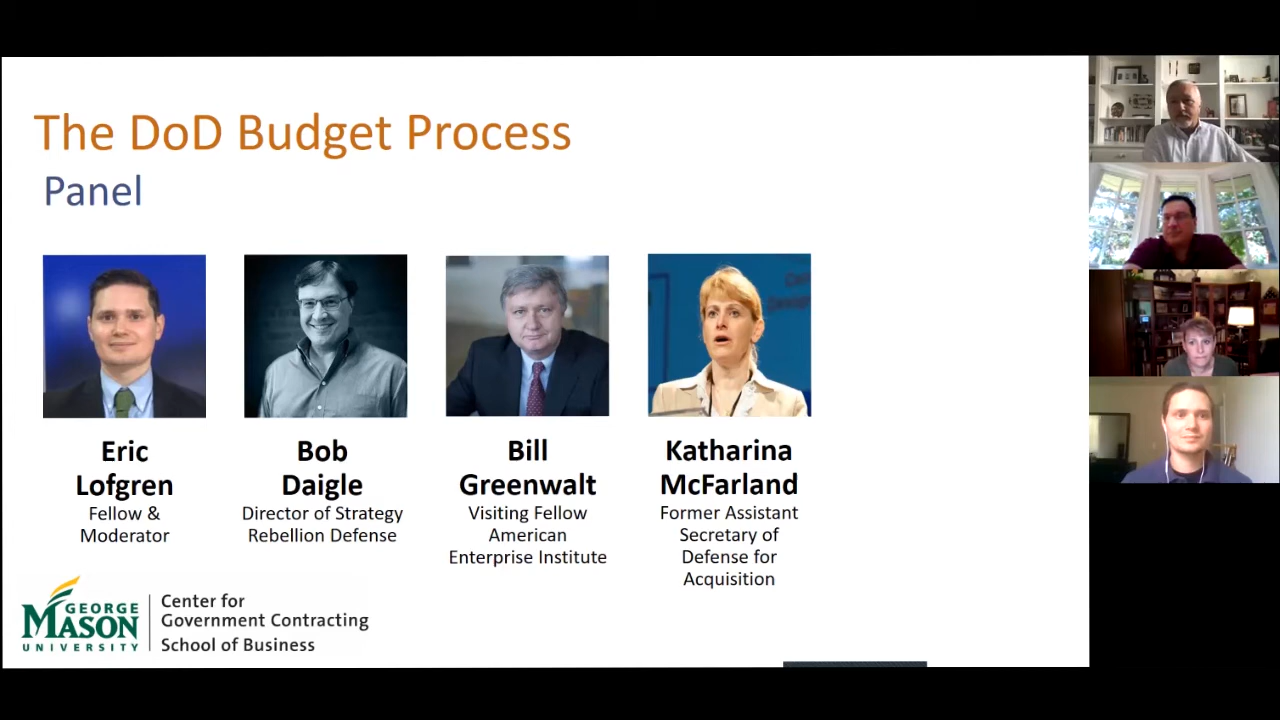 The DoD Budget Process
Panel
Eric
Lofgren
Fellow &
Moderator
Bob
Daigle
Director of Strategy
Rebellion Defense
Bill
Greenwalt
Visiting Fellow
American
Enterprise Institute
Katharina
McFarland
Former Assistant
Secretary of
Defense for
Acquisition
GEORGE
MASON
UNIVERSITY
Center for
Government Contracting
School of Business